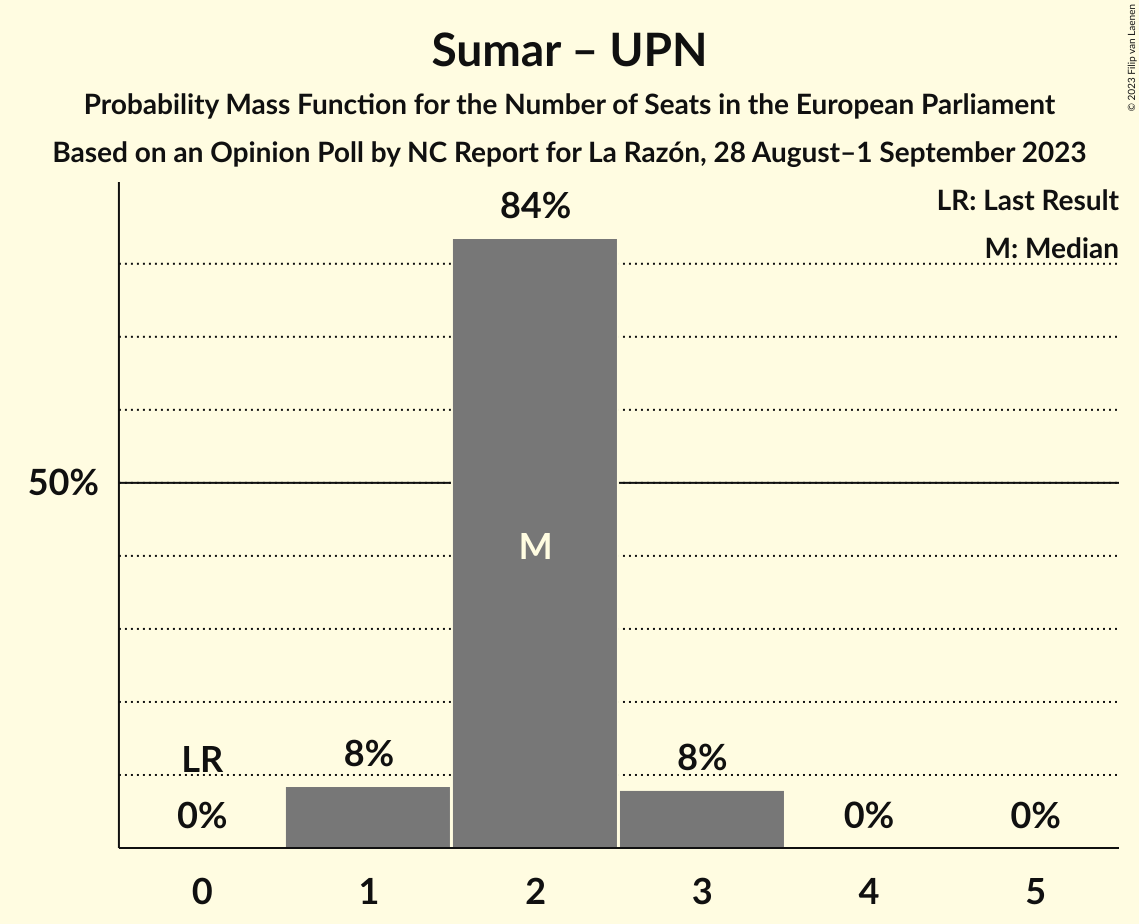 Sumar – UPN
Probability Mass Function for the Number of Seats in the European Parliament
Based on an Opinion Poll by NC Report for La Razón, 28 August–1 September 2023
© 2023 Filip van Laenen
LR: Last Result
M: Median
84%
50%
M
LR
0%
8%
8%
0%
0%
0 1 2 3 4 5